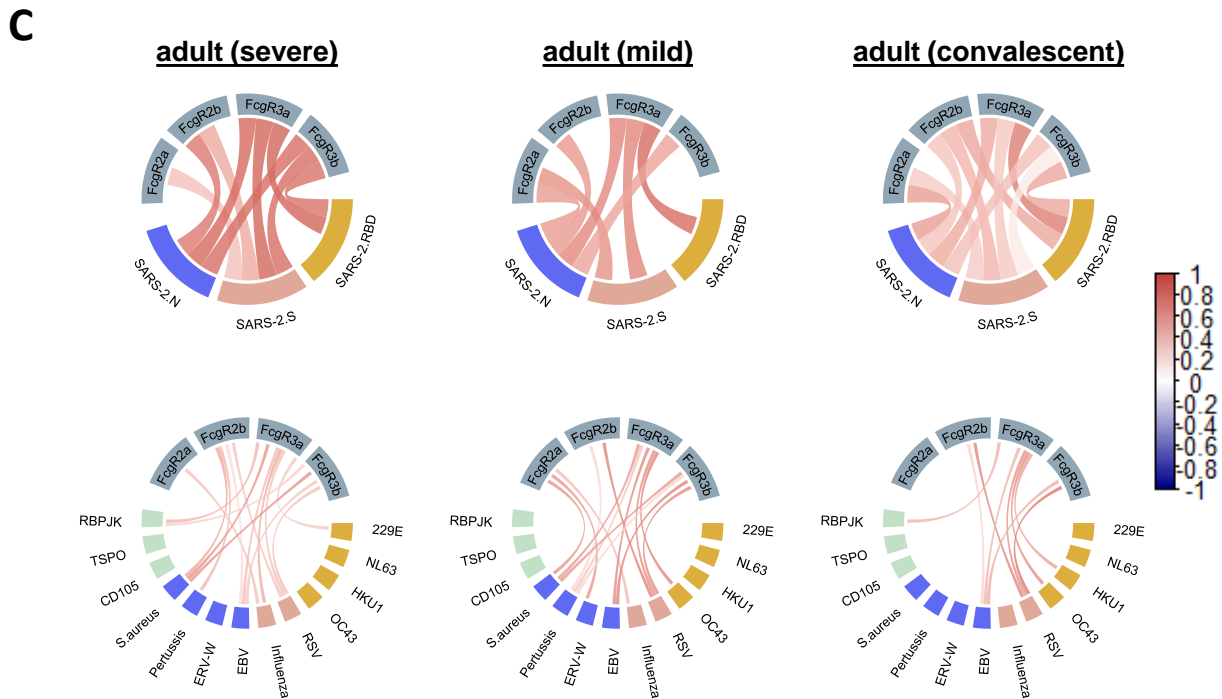 C
adult (severe)
adult (mild)
adult (convalescent)
FcgR2a
FcgR2b
FcgR3a
FcgR3b
SARS-2.N
SARS-2.S
SARS-2.RBD
FcgR2a
FcgR2b
FcgR3a
FcgR3b
SARS-2.N
SARS-2.S
SARS-2.RBD
FcgR2a
FcgR2b
FcgR3a
FcgR3b
SARS-2.N
SARS-2.S
SARS-2.RBD
1
0.8
0.6
0.4
0.2
0
-0.2
-0.4
-0.6
-0.8
-1
FcgR2a
FcgR2b
FcgR3a
FcgR3b
RBPJK
TSPO
CD105
S.aureus
Pertussis
ERV-W
EBV
Influenza
RSV
OC43
HKU1
NL63
229E
FcgR2a
FcgR2b
FcgR3a
FcgR3b
RBPJK
TSPO
CD105
S.aureus
Pertussis
ERV-W
EBV
Influenza
RSV
OC43
HKU1
NL63
229E
FcgR2a
FcgR2b
FcgR3a
FcgR3b
RBPJK
TSPO
CD105
S.aureus
Pertussis
ERV-W
EBV
Influenza
RSV
OC43
HKU1
NL63
229E